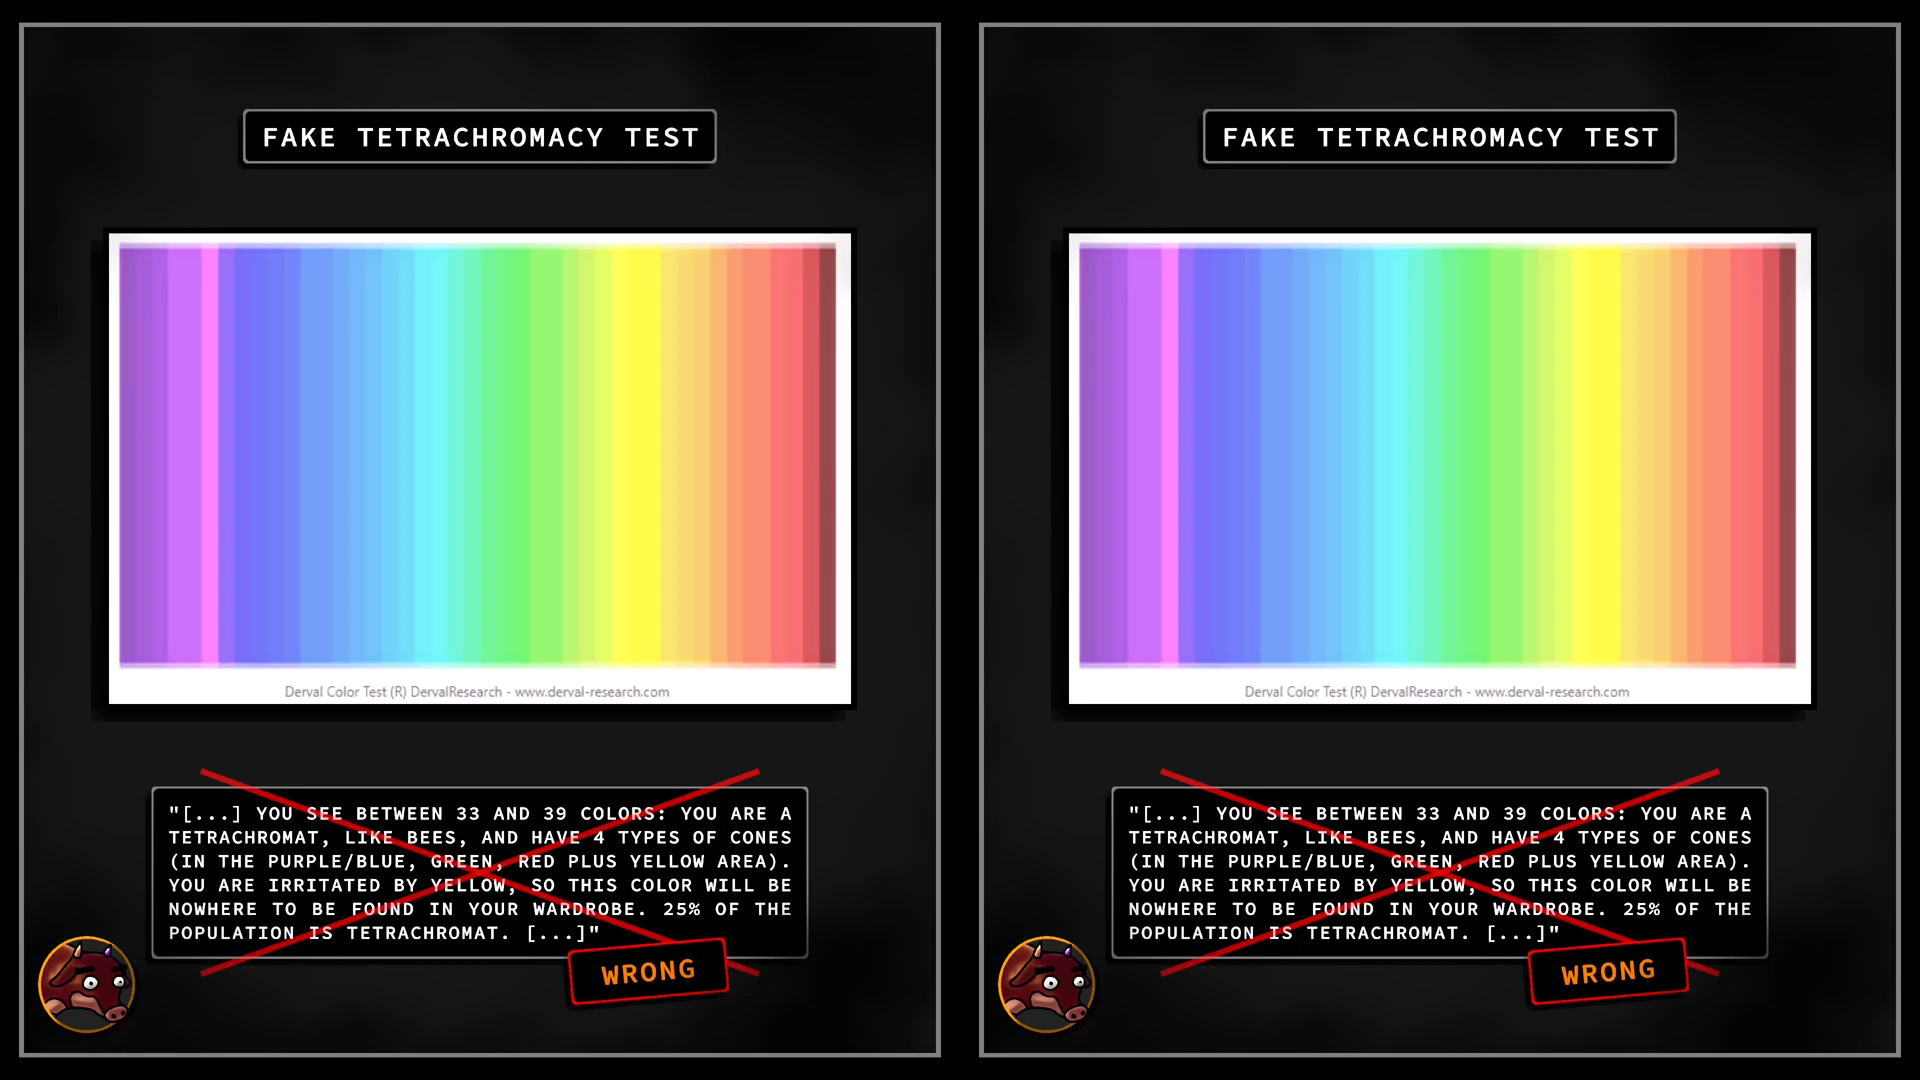 FAKE TETRACHROMACY TEST
Derval Color Test (R) DervalResearch - www.derval-research.com
"[...] YOU SEE BETWEEN 33 AND 39 COLORS: YOU ARE A
TETRACHROMAT, LIKE BEES, AND HAVE 4 TYPES OF CONES
(IN THE PURPLE/BLUE, GREEN, RED PLUS YELLOW AREA).
YOU ARE IRRITATED BY YELLOW, SO THIS COLOR WILL BE
NOWHERE TO BE FOUND IN YOUR WARDROBE. 25% OF THE
POPULATION IS TETRACHROMAT. [...]"
WRONG
FAKE TETRACHROMACY TEST
Derval Color Test (R) DervalResearch - www.derval-research.com
"[...] YOU SEE BETWEEN 33 AND 39 COLORS: YOU ARE A
TETRACHROMAT, LIKE BEES, AND HAVE 4 TYPES OF CONES
(IN THE PURPLE/BLUE, GREEN, RED PLUS YELLOW AREA).
YOU ARE IRRITATED BY YELLOW, SO THIS COLOR WILL BE
NOWHERE TO BE FOUND IN YOUR WARDROBE. 25% OF THE
POPULATION IS TETRACHROMAT. [...]"
WRONG